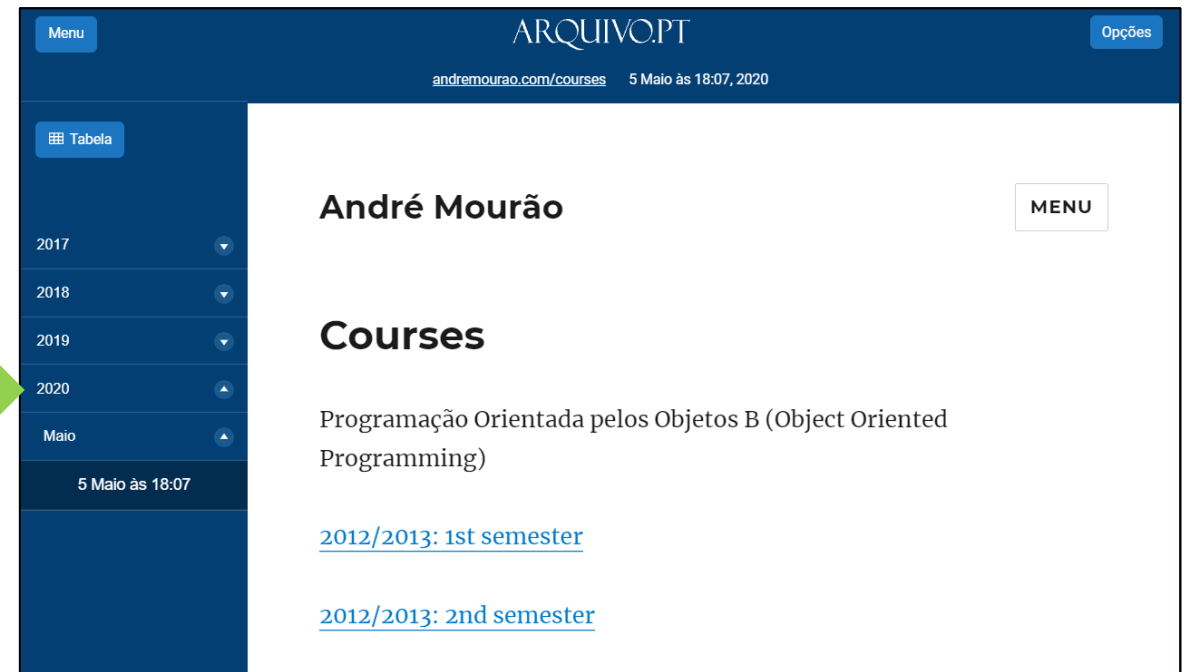 Menu
ARQUIVO.PT
Opções
andremourao.com/courses 5 Maio às 18:07, 2020
Tabela
2017
2018
2019
2020
Maio
5 Maio às 18:07
André Mourão
MENU
Courses
Programação Orientada pelos Objetos B (Object Oriented
Programming)
2012/2013: 1st semester
2012/2013: 2nd semester